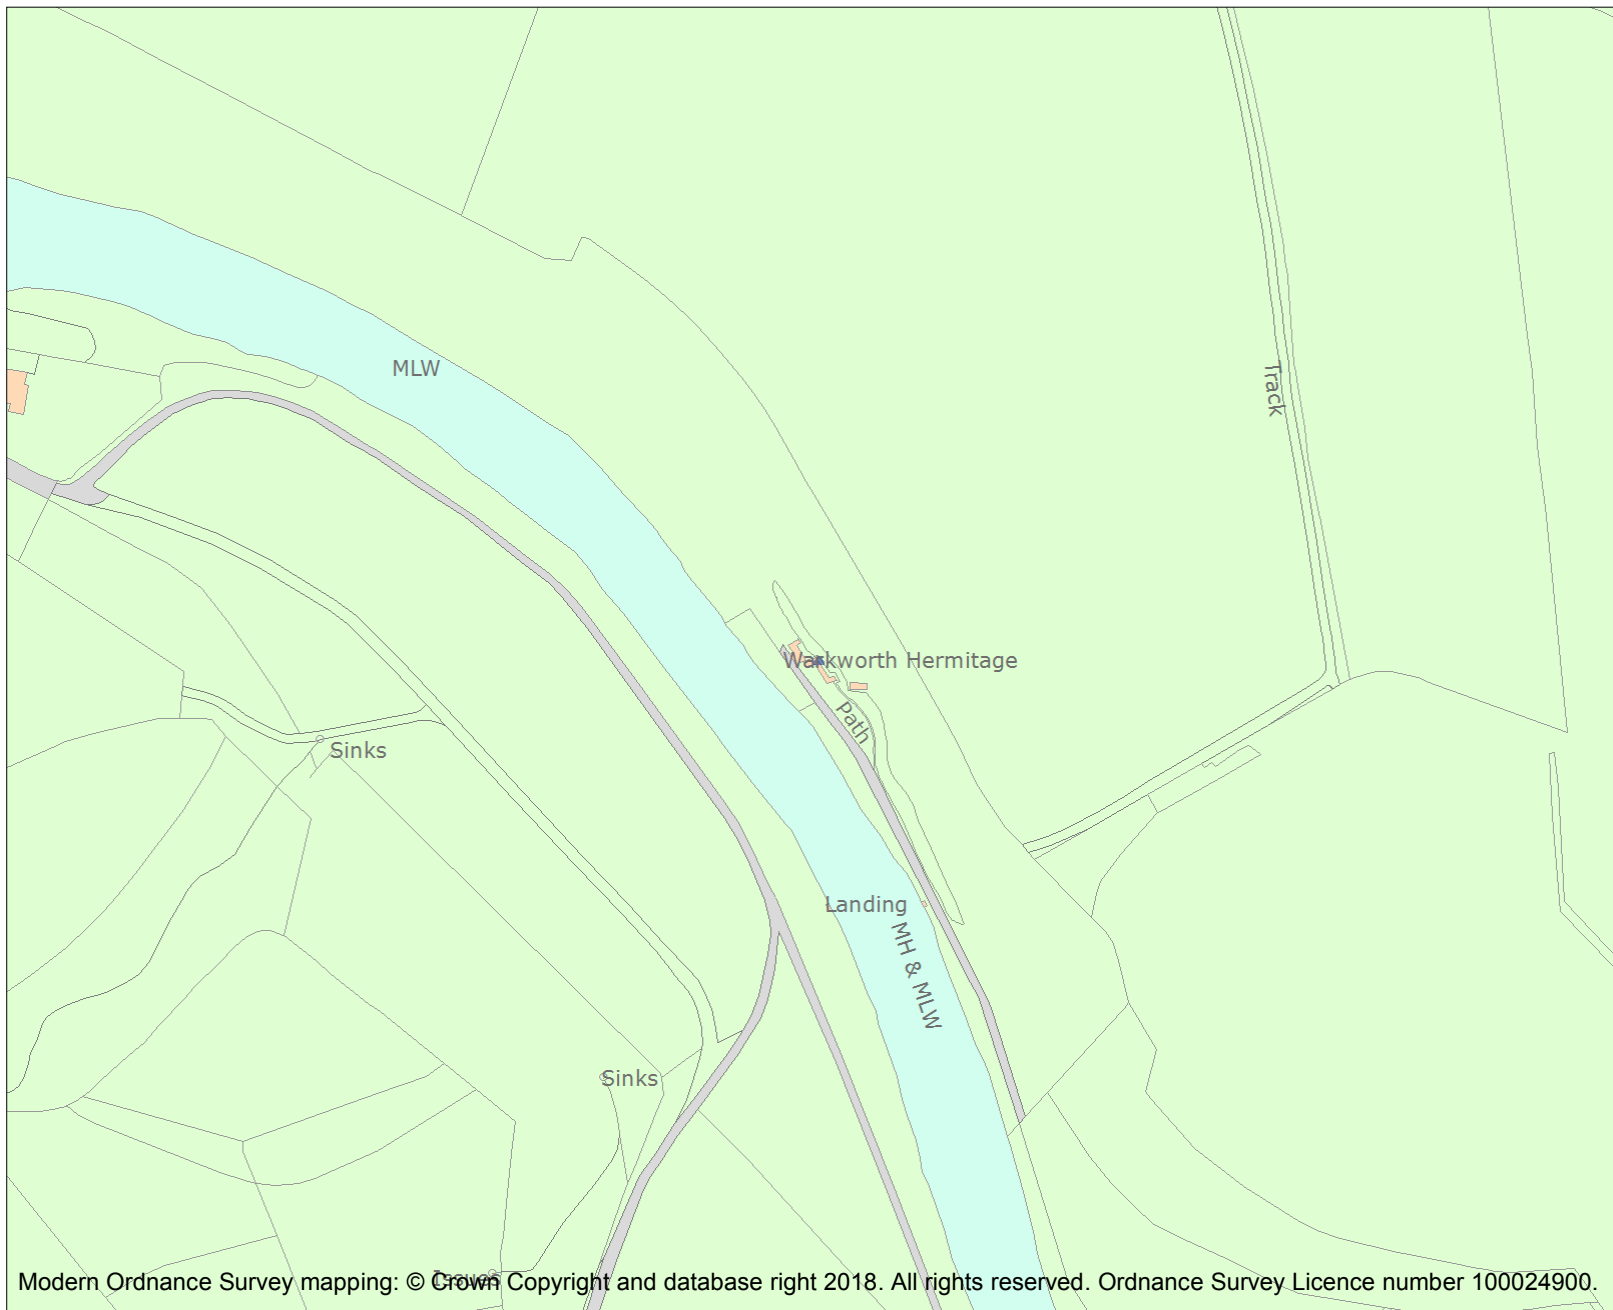 MLW
Track
Warkworth Hermitage
Path
Sinks
Landing
MH & MLW
Sinks
Issues
Modern Ordnance Survey mapping: © Crown Copyright and database right 2018. All rights reserved. Ordnance Survey Licence number 100024900.